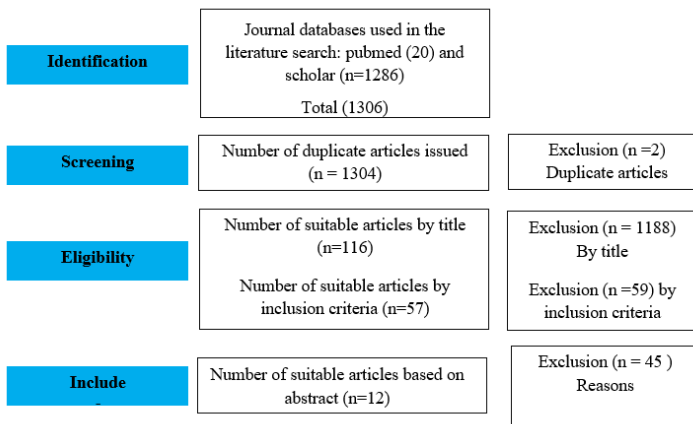 Identification
Journal databases used in the
literature search: pubmed (20) and
scholar (n=1286)
Total (1306)
Screening
Number of duplicate articles issued
(n = 1304)
Exclusion (n =2)
Duplicate articles
Eligibility
Number of suitable articles by title
(n=116)
Number of suitable articles by
inclusion criteria (n=57)
Exclusion (n = 1188)
By title
Exclusion (n =59) by
inclusion criteria
Include
Number of suitable articles based on
abstract (n=12)
Exclusion (n = 45 )
Reasons